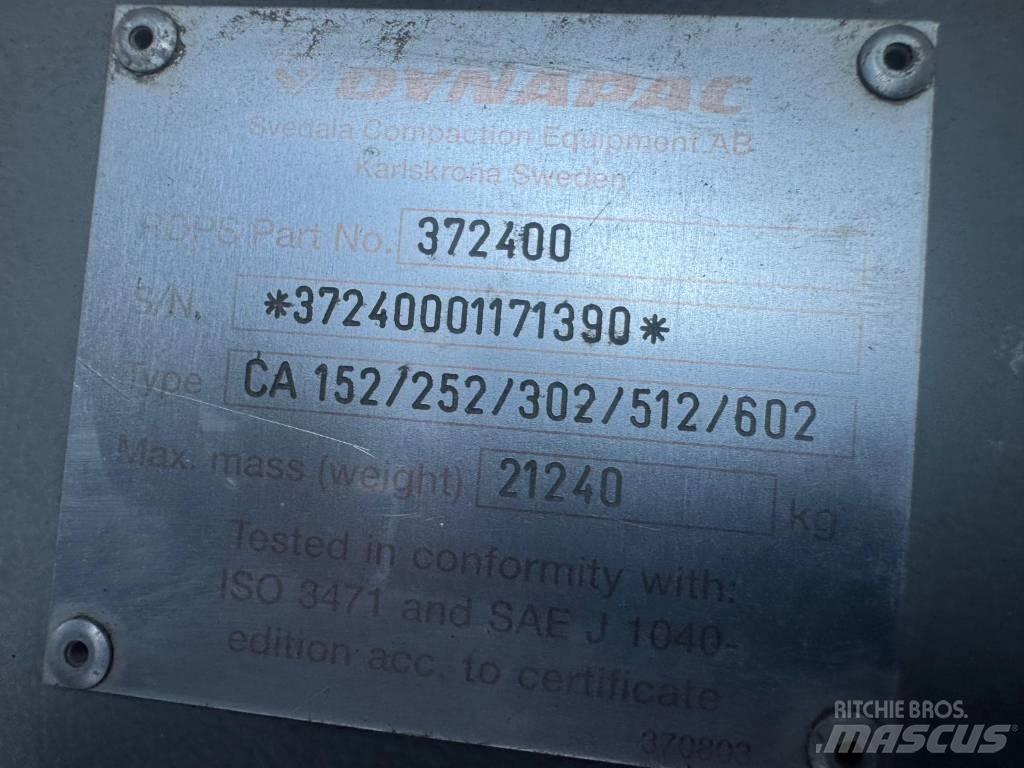 DYNAPAC
Svedala Compaction Equipment AB
Karlskrona Sweden
ROPS Part No. 372400
S/N. *37240001171390*
Type CA 152/252/302/512/602
Max. mass (weight) 21240 kg
Tested in conformity with:
ISO 3471 and SAE J 1040-
edition acc. to certificate
370803
RITCHIE BROS.
MASCUS